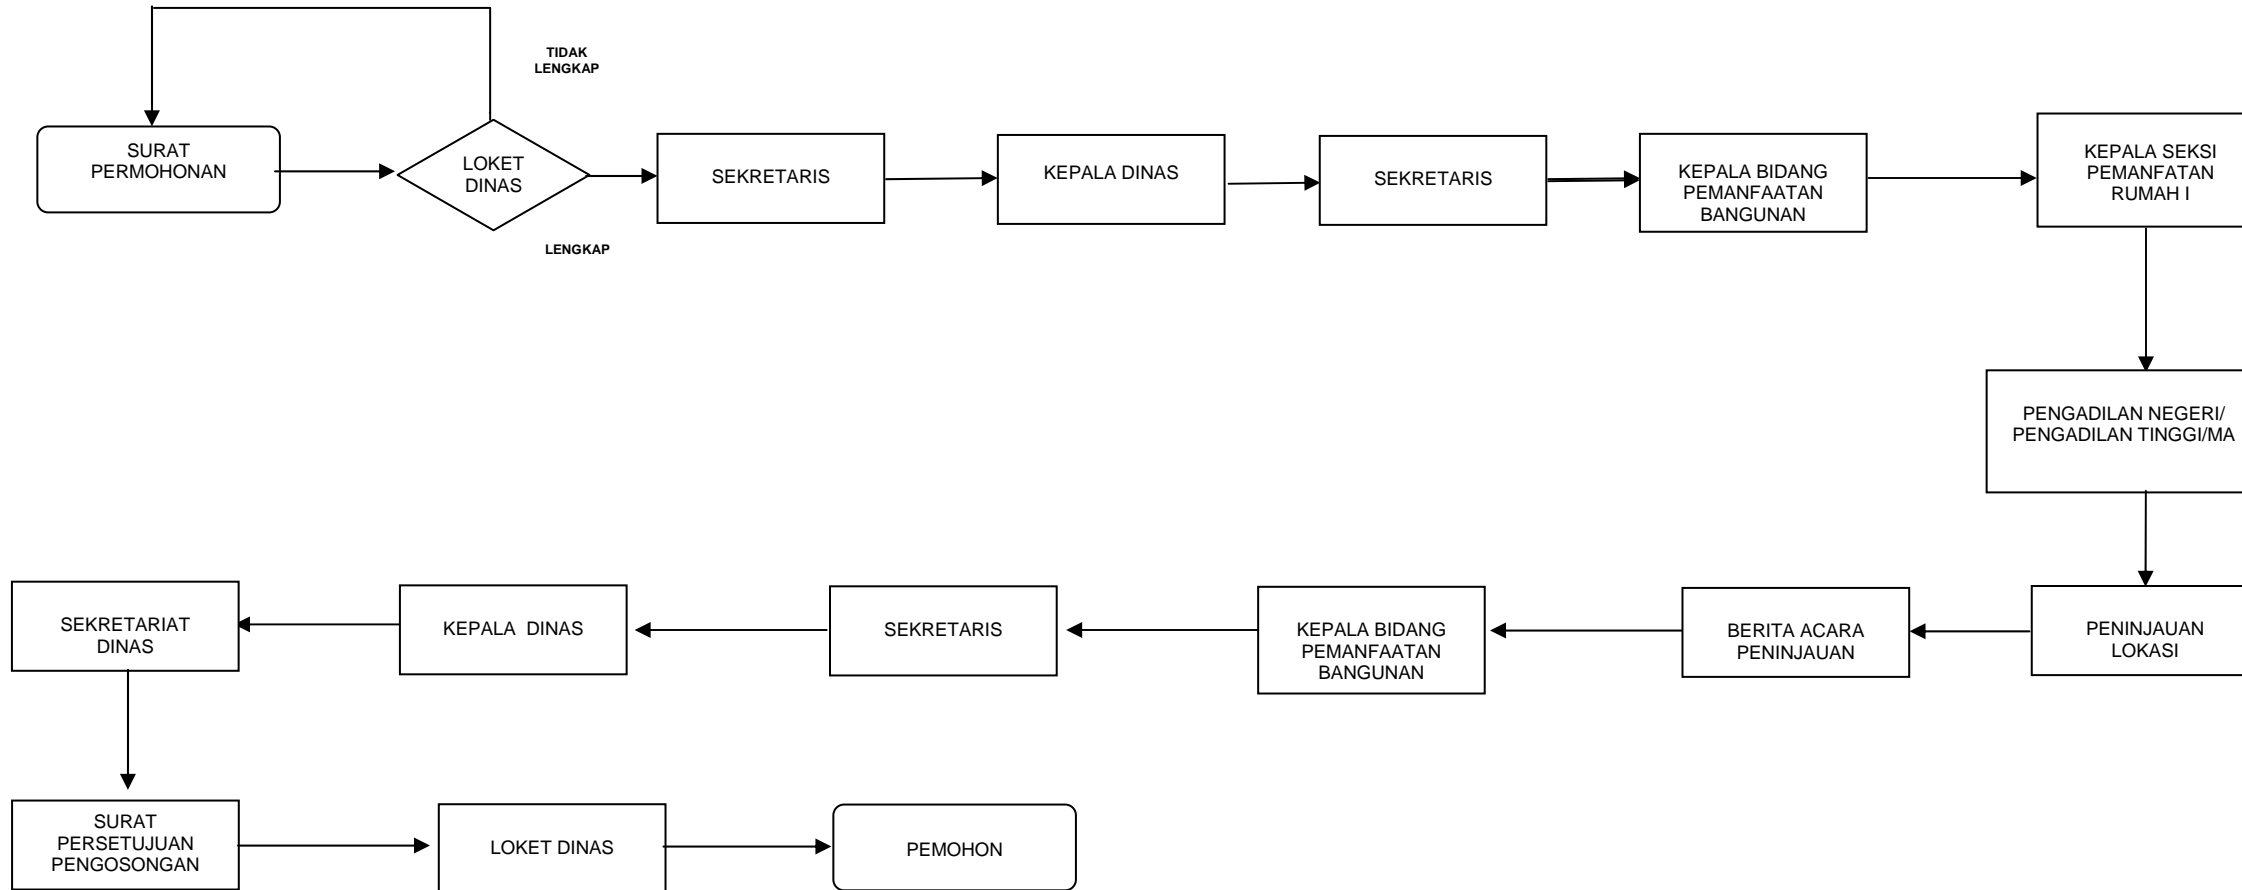 TIDAK
LENGKAP
SURAT
PERMOHONAN
LOKET
DINAS
LENGKAP
SEKRETARIS
KEPALA DINAS
SEKRETARIS
KEPALA BIDANG
PEMANFAATAN
BANGUNAN
KEPALA SEKSI
PEMANFATAN
RUMAH I
PENGADILAN NEGERI/
PENGADILAN TINGGI/MA
PENINJAUAN
LOKASI
BERITA ACARA
PENINJAUAN
KEPALA BIDANG
PEMANFAATAN
BANGUNAN
SEKRETARIS
KEPALA  DINAS
SEKRETARIAT
DINAS
SURAT
PERSETUJUAN
PENGOSONGAN
LOKET DINAS
PEMOHON